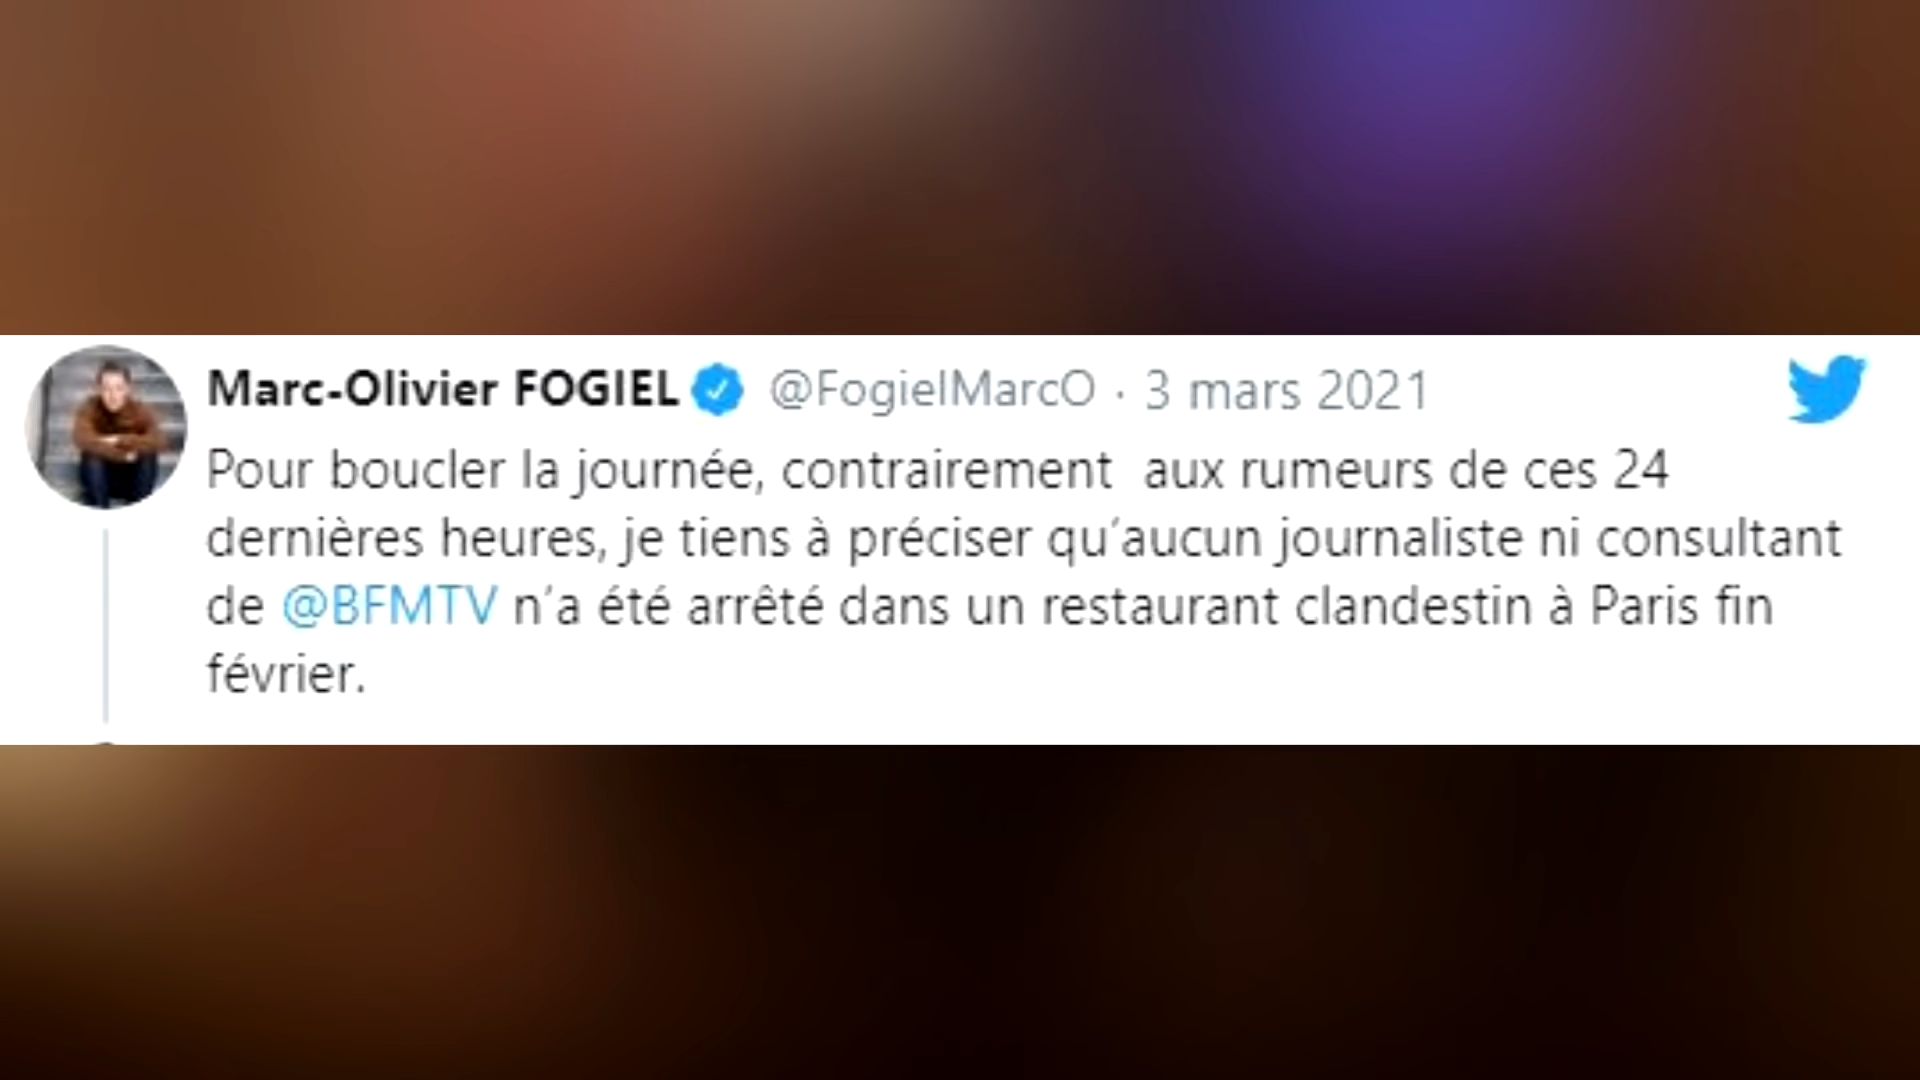 Marc-Olivier FOGIEL @FogielMarcO · 3 mars 2021
Pour boucler la journée, contrairement  aux rumeurs de ces 24
dernières heures, je tiens à préciser qu'aucun journaliste ni consultant
de @BFMTV n'a été arrêté dans un restaurant clandestin à Paris fin
février.